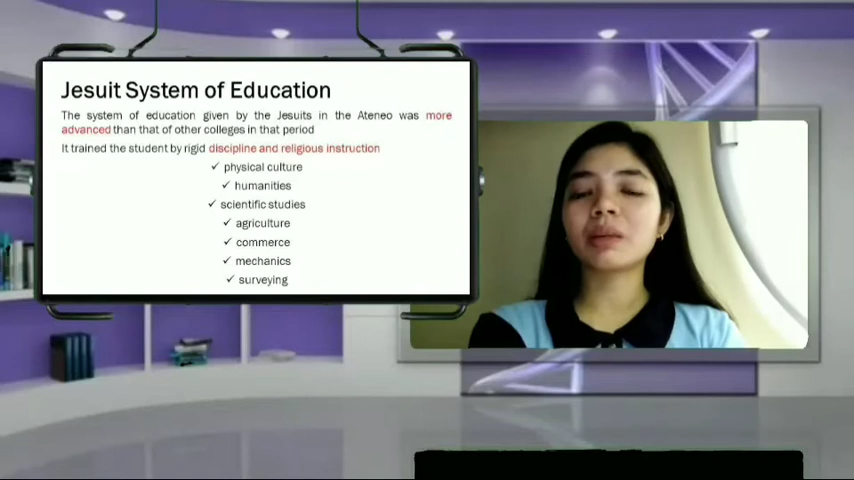 Jesuit System of Education
The system of education given by the Jesuits in the Ateneo was more
advanced than that of other colleges in that period
It trained the student by rigid discipline and religious instruction
✓ physical culture
✓ humanities
✓ scientific studies
✓ agriculture
✓ commerce
✓ mechanics
✓ surveying